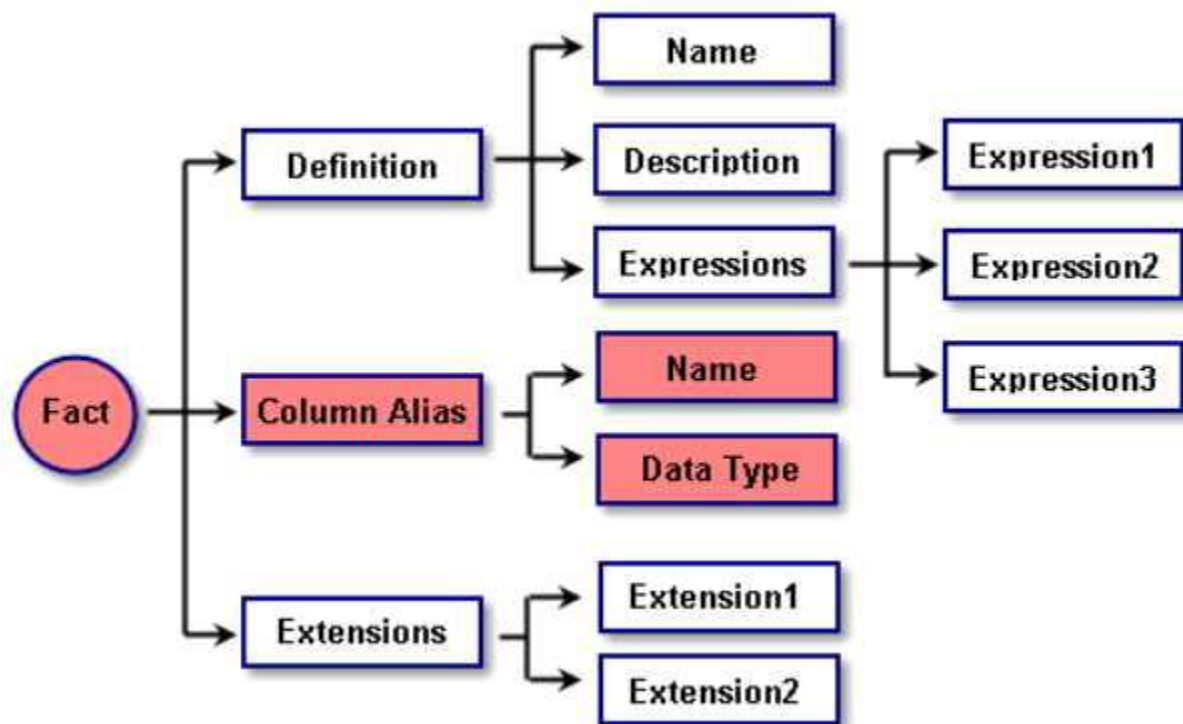 Fact
Definition
Name
Description
Expressions
Expression1
Expression2
Expression3
Column Alias
Name
Data Type
Extensions
Extension1
Extension2